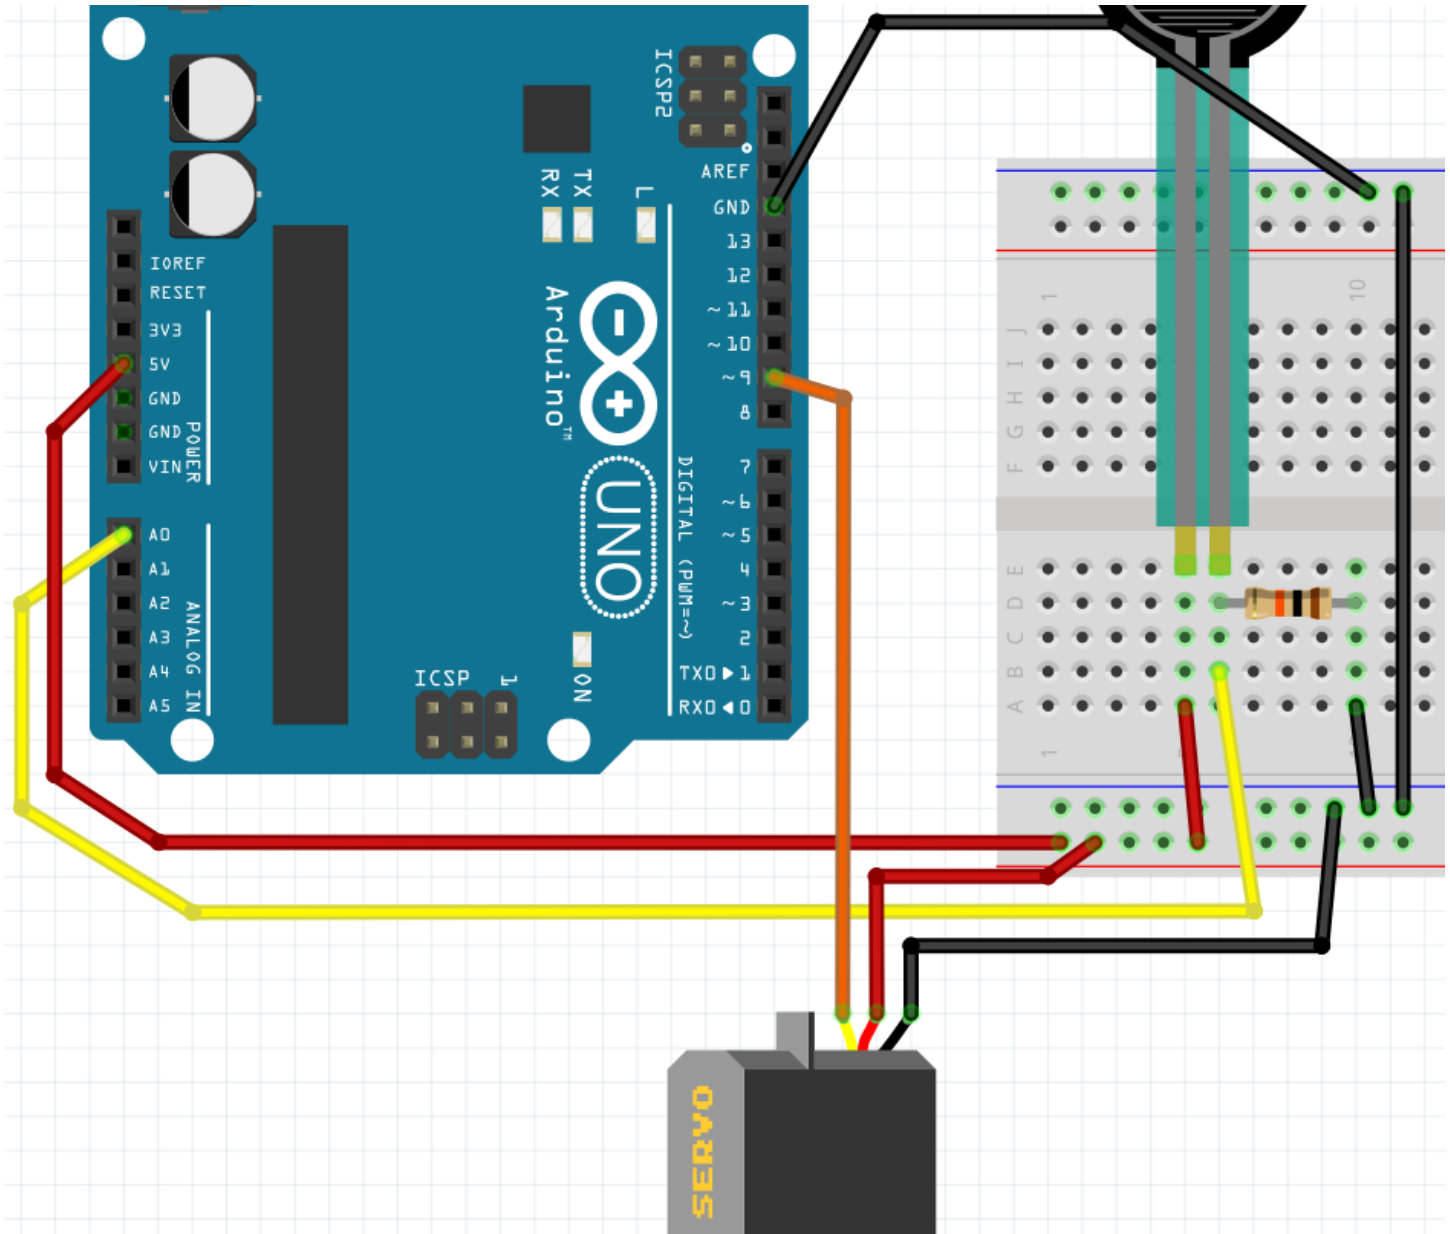 ICSP2
AREF
GND
13
12
~11
~10
~9
8
7
~6
~5
4
~3
2
TX0▶1
RX0◀0
DIGITAL (PWM=~)
RX
TX
L
IOREF
RESET
3V3
5V
GND
GND
VIN
POWER
A0
A1
A2
A3
A4
A5
ANALOG IN
Arduino™
UNO
ON
ICSP
1
1
10
J
I
H
G
F
E
D
C
B
A
1
SERVO